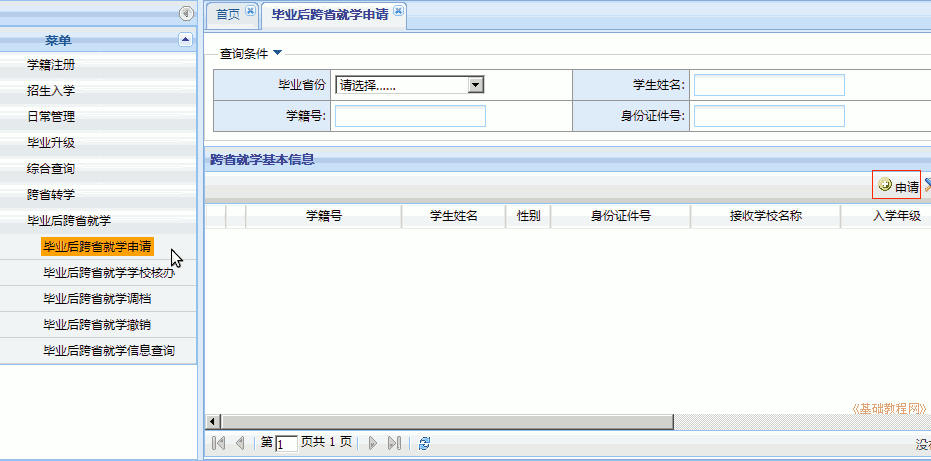 菜单
学籍注册
招生入学
日常管理
毕业升级
综合查询
跨省转学
毕业后跨省就学
毕业后跨省就学申请
毕业后跨省就学学校核办
毕业后跨省就学调档
毕业后跨省就学撤销
毕业后跨省就学信息查询
首页 毕业后跨省就学申请
查询条件
毕业省份 请选择...... 学生姓名:
学籍号: 身份证件号:
跨省就学基本信息
申请
学籍号 学生姓名 性别 身份证件号 接收学校名称 入学年级
《基础教程网》
第 1 页共 1 页